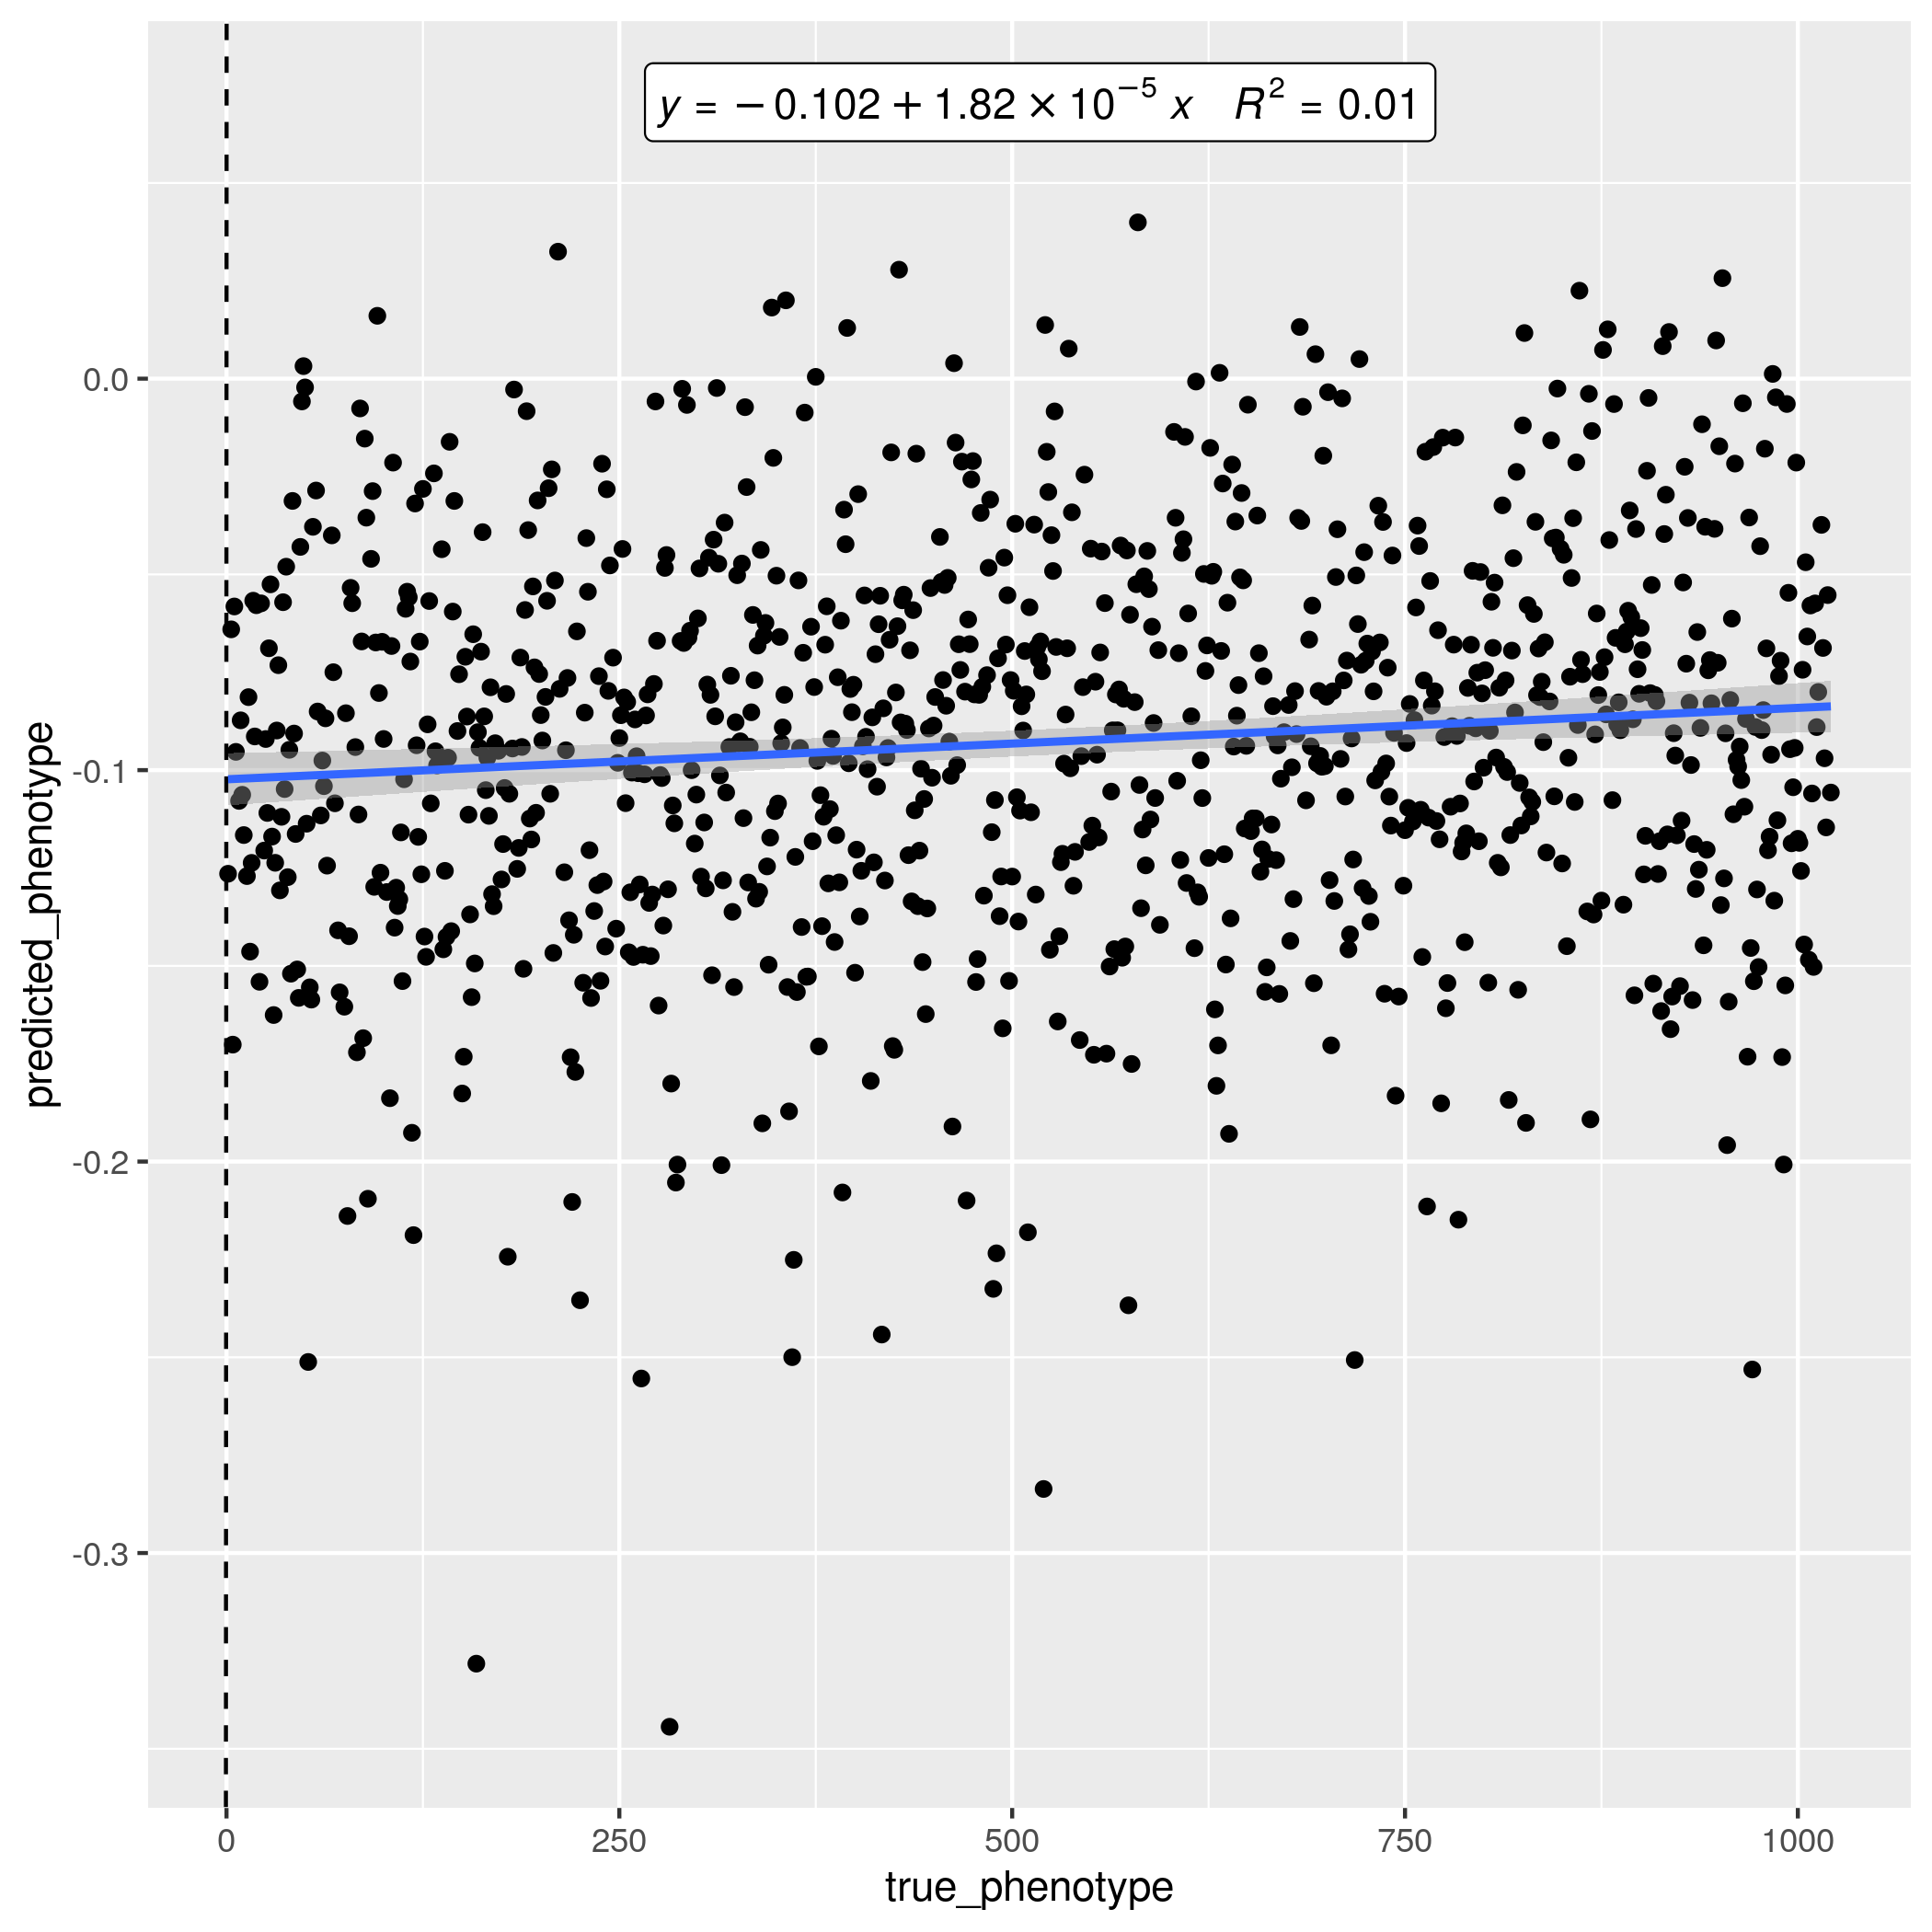 y = −0.102 + 1.82 × 10⁻⁵ x R² = 0.01
0.0
-0.1
-0.2
-0.3
predicted_phenotype
0 250 500 750 1000
true_phenotype